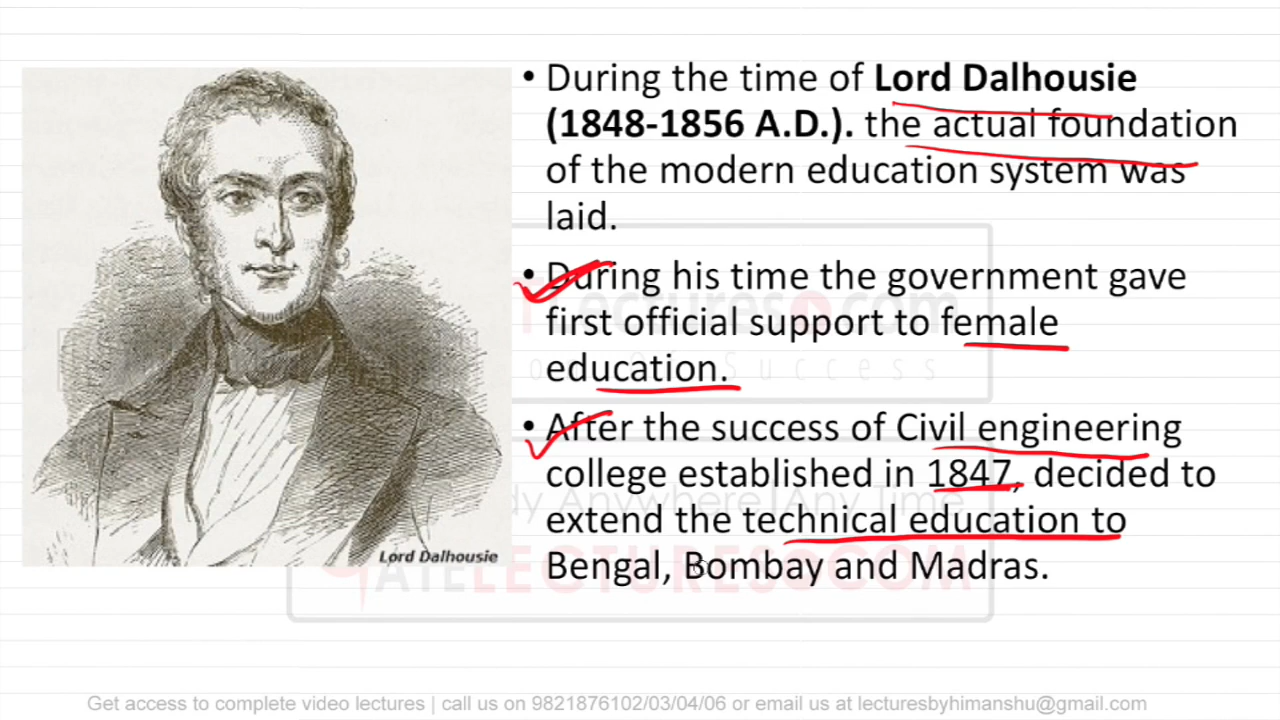 • During the time of Lord Dalhousie
(1848-1856 A.D.). the actual foundation
of the modern education system was
laid.
• During his time the government gave
first official support to female
education.
• After the success of Civil engineering
college established in 1847, decided to
extend the technical education to
Bengal, Bombay and Madras.
Lord Dalhousie
Get access to complete video lectures | call us on 9821876102/03/04/06 or email us at lecturesbyhimanshu@gmail.com